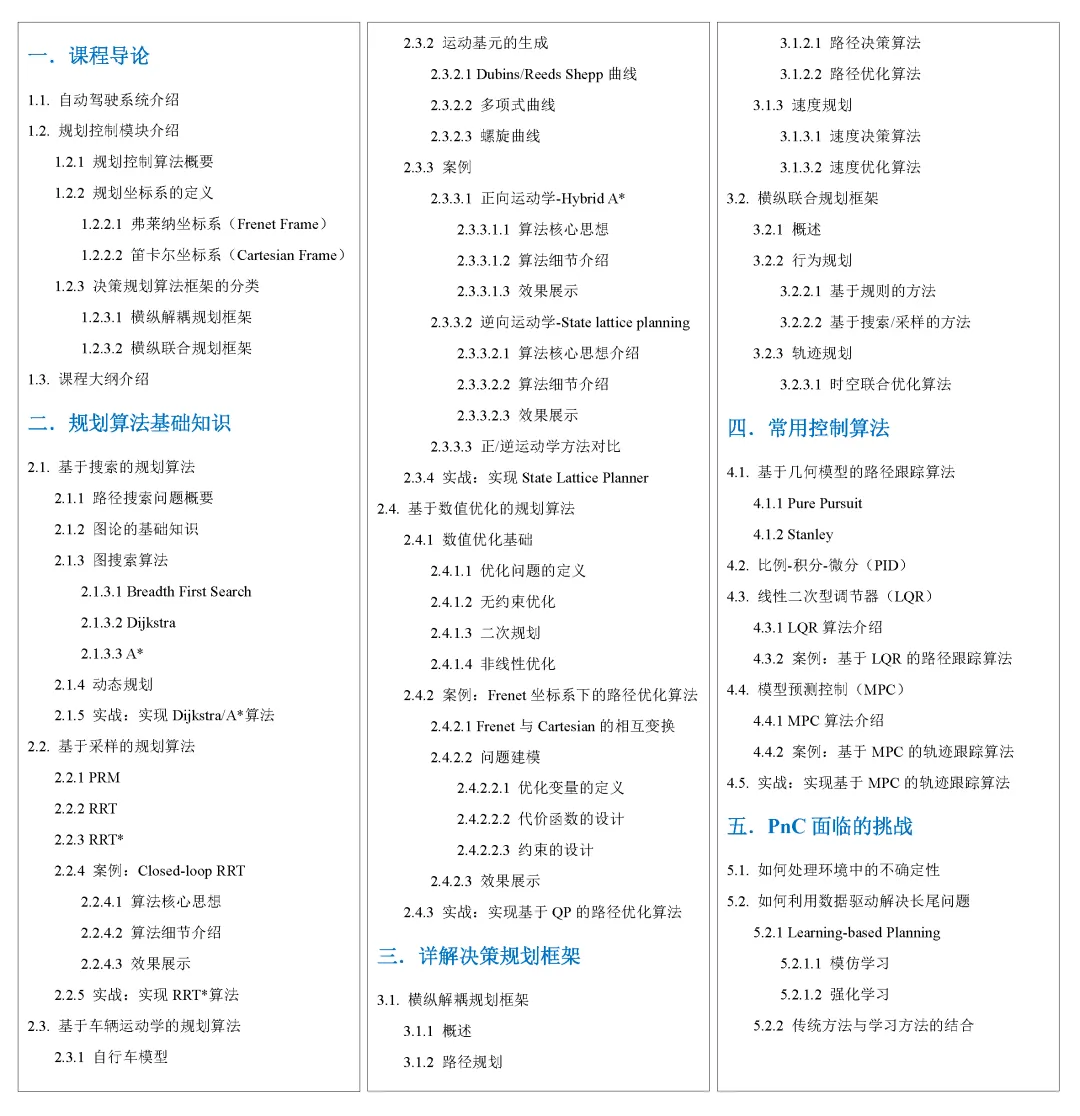 一．课程导论
1.1. 自动驾驶系统介绍
1.2. 规划控制模块介绍
1.2.1 规划控制算法概要
1.2.2 规划坐标系的定义
1.2.2.1 弗莱纳坐标系（Frenet Frame）
1.2.2.2 笛卡尔坐标系（Cartesian Frame）
1.2.3 决策规划算法框架的分类
1.2.3.1 横纵解耦规划框架
1.2.3.2 横纵联合规划框架
1.3. 课程大纲介绍
二．规划算法基础知识
2.1. 基于搜索的规划算法
2.1.1 路径搜索问题概要
2.1.2 图论的基础知识
2.1.3 图搜索算法
2.1.3.1 Breadth First Search
2.1.3.2 Dijkstra
2.1.3.3 A*
2.1.4 动态规划
2.1.5 实战：实现 Dijkstra/A*算法
2.2. 基于采样的规划算法
2.2.1 PRM
2.2.2 RRT
2.2.3 RRT*
2.2.4 案例：Closed-loop RRT
2.2.4.1 算法核心思想
2.2.4.2 算法细节介绍
2.2.4.3 效果展示
2.2.5 实战：实现 RRT*算法
2.3. 基于车辆运动学的规划算法
2.3.1 自行车模型
2.3.2 运动基元的生成
2.3.2.1 Dubins/Reeds Shepp 曲线
2.3.2.2 多项式曲线
2.3.2.3 螺旋曲线
2.3.3 案例
2.3.3.1 正向运动学-Hybrid A*
2.3.3.1.1 算法核心思想
2.3.3.1.2 算法细节介绍
2.3.3.1.3 效果展示
2.3.3.2 逆向运动学-State lattice planning
2.3.3.2.1 算法核心思想介绍
2.3.3.2.2 算法细节介绍
2.3.3.2.3 效果展示
2.3.3.3 正/逆运动学方法对比
2.3.4 实战：实现 State Lattice Planner
2.4. 基于数值优化的规划算法
2.4.1 数值优化基础
2.4.1.1 优化问题的定义
2.4.1.2 无约束优化
2.4.1.3 二次规划
2.4.1.4 非线性优化
2.4.2 案例：Frenet 坐标系下的路径优化算法
2.4.2.1 Frenet 与 Cartesian 的相互变换
2.4.2.2 问题建模
2.4.2.2.1 优化变量的定义
2.4.2.2.2 代价函数的设计
2.4.2.2.3 约束的设计
2.4.2.3 效果展示
2.4.3 实战：实现基于 QP 的路径优化算法
三．详解决策规划框架
3.1. 横纵解耦规划框架
3.1.1 概述
3.1.2 路径规划
3.1.2.1 路径决策算法
3.1.2.2 路径优化算法
3.1.3 速度规划
3.1.3.1 速度决策算法
3.1.3.2 速度优化算法
3.2. 横纵联合规划框架
3.2.1 概述
3.2.2 行为规划
3.2.2.1 基于规则的方法
3.2.2.2 基于搜索/采样的方法
3.2.3 轨迹规划
3.2.3.1 时空联合优化算法
四．常用控制算法
4.1. 基于几何模型的路径跟踪算法
4.1.1 Pure Pursuit
4.1.2 Stanley
4.2. 比例-积分-微分（PID）
4.3. 线性二次型调节器（LQR）
4.3.1 LQR 算法介绍
4.3.2 案例：基于 LQR 的路径跟踪算法
4.4. 模型预测控制（MPC）
4.4.1 MPC 算法介绍
4.4.2 案例：基于 MPC 的轨迹跟踪算法
4.5. 实战：实现基于 MPC 的轨迹跟踪算法
五．PnC 面临的挑战
5.1. 如何处理环境中的不确定性
5.2. 如何利用数据驱动解决长尾问题
5.2.1 Learning-based Planning
5.2.1.1 模仿学习
5.2.1.2 强化学习
5.2.2 传统方法与学习方法的结合